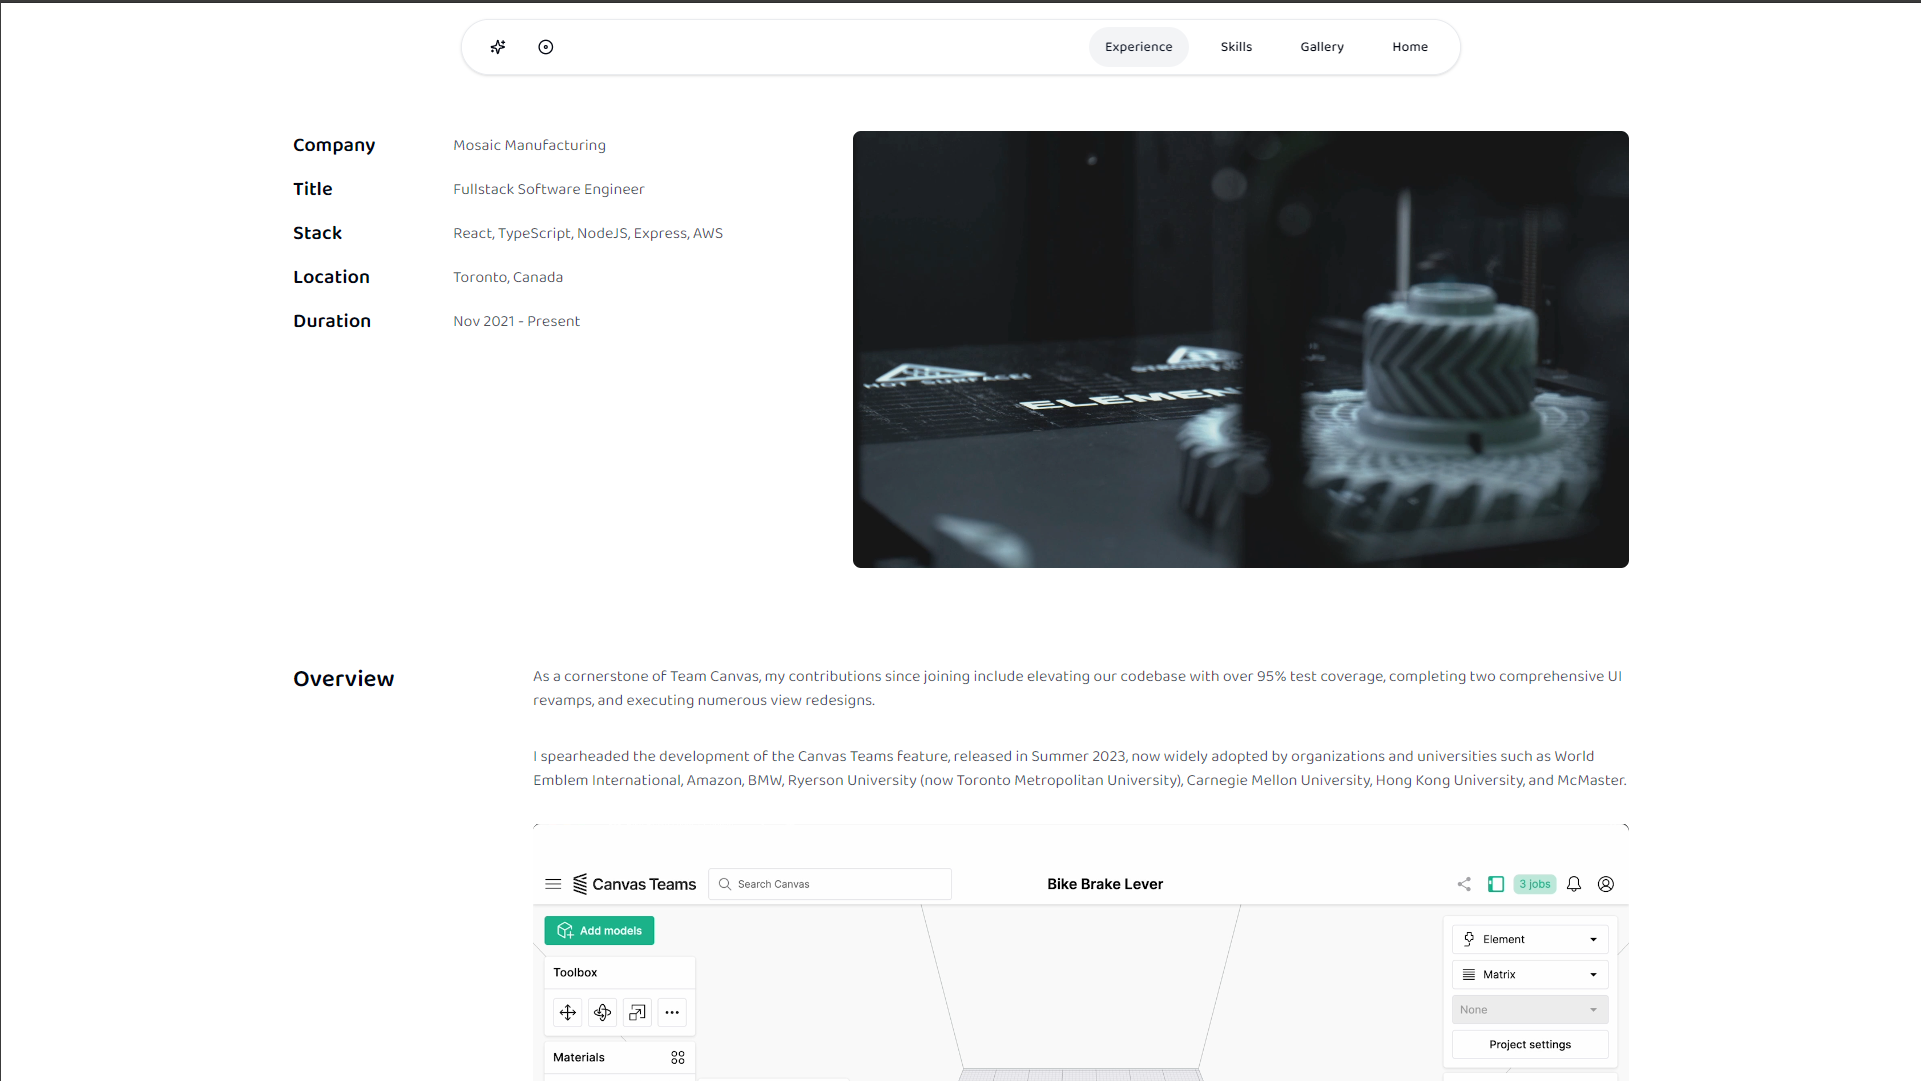 Experience
Skills
Gallery
Home
Company
Mosaic Manufacturing
Title
Fullstack Software Engineer
Stack
React, TypeScript, NodeJS, Express, AWS
Location
Toronto, Canada
Duration
Nov 2021 - Present
HOT SURFACE!
STRONG
ELEMEN
Overview
As a cornerstone of Team Canvas, my contributions since joining include elevating our codebase with over 95% test coverage, completing two comprehensive UI
revamps, and executing numerous view redesigns.
I spearheaded the development of the Canvas Teams feature, released in Summer 2023, now widely adopted by organizations and universities such as World
Emblem International, Amazon, BMW, Ryerson University (now Toronto Metropolitan University), Carnegie Mellon University, Hong Kong University, and McMaster.
Canvas Teams
Search Canvas
Bike Brake Lever
3 jobs
Add models
Element
Toolbox
Matrix
None
Project settings
Materials